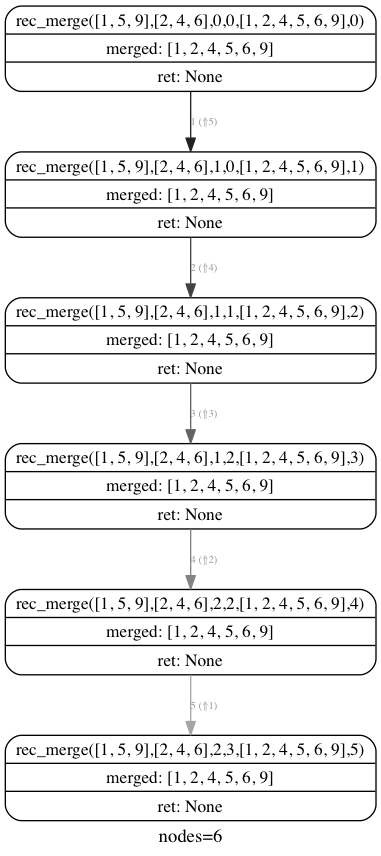 rec_merge([1, 5, 9],[2, 4, 6],0,0,[1, 2, 4, 5, 6, 9],0)
merged: [1, 2, 4, 5, 6, 9]
ret: None
1 (⇑5)
rec_merge([1, 5, 9],[2, 4, 6],1,0,[1, 2, 4, 5, 6, 9],1)
merged: [1, 2, 4, 5, 6, 9]
ret: None
2 (⇑4)
rec_merge([1, 5, 9],[2, 4, 6],1,1,[1, 2, 4, 5, 6, 9],2)
merged: [1, 2, 4, 5, 6, 9]
ret: None
3 (⇑3)
rec_merge([1, 5, 9],[2, 4, 6],1,2,[1, 2, 4, 5, 6, 9],3)
merged: [1, 2, 4, 5, 6, 9]
ret: None
4 (⇑2)
rec_merge([1, 5, 9],[2, 4, 6],2,2,[1, 2, 4, 5, 6, 9],4)
merged: [1, 2, 4, 5, 6, 9]
ret: None
5 (⇑1)
rec_merge([1, 5, 9],[2, 4, 6],2,3,[1, 2, 4, 5, 6, 9],5)
merged: [1, 2, 4, 5, 6, 9]
ret: None
nodes=6